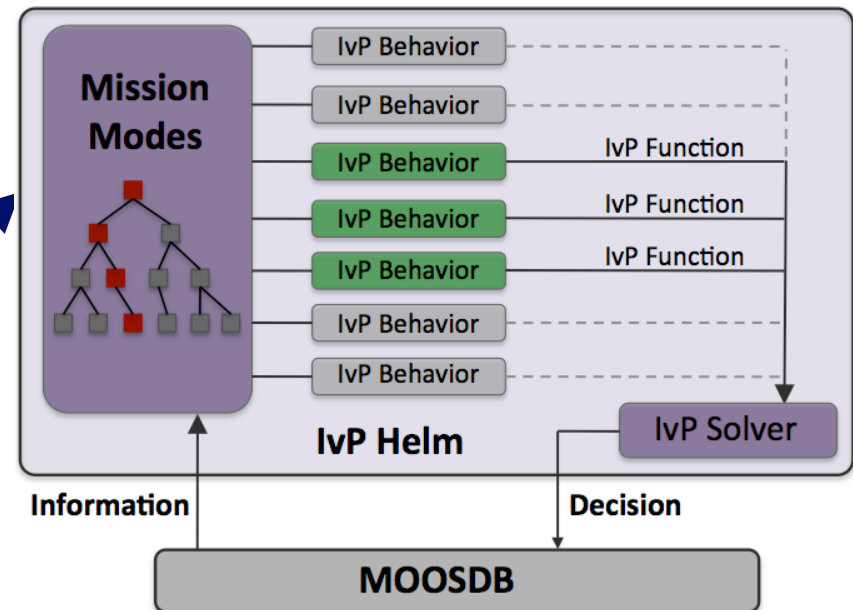 Mission
Modes
IvP Behavior
IvP Behavior
IvP Behavior
IvP Function
IvP Behavior
IvP Function
IvP Behavior
IvP Function
IvP Behavior
IvP Behavior
IvP Helm
IvP Solver
Information
Decision
MOOSDB